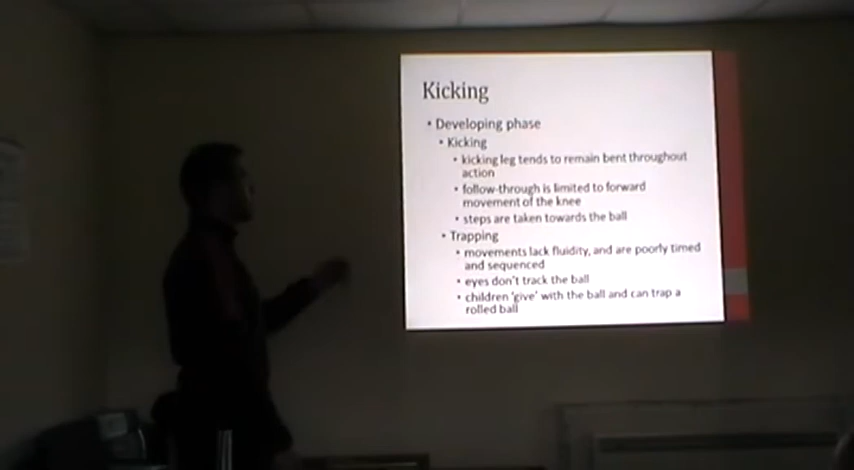 Kicking
• Developing phase
• Kicking
• kicking leg tends to remain bent throughout
action
• follow-through is limited to forward
movement of the knee
• steps are taken towards the ball
• Trapping
• movements lack fluidity, and are poorly timed
and sequenced
• eyes don't track the ball
• children 'give' with the ball and can trap a
rolled ball